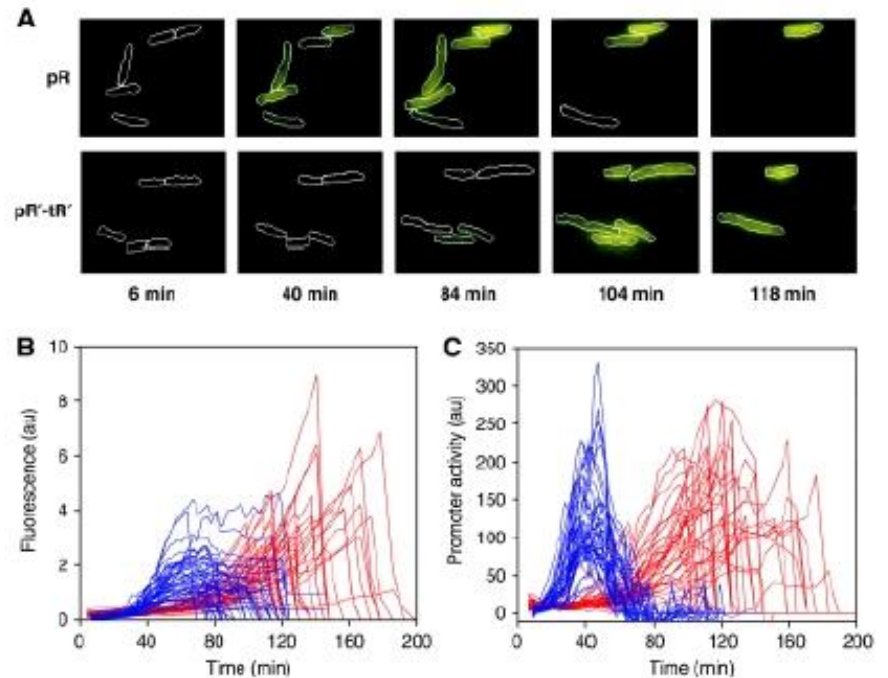 A
pR
pR′-tR′
6 min 40 min 84 min 104 min 118 min
B
10
8
6
4
2
0
Fluorescence (au)
0 40 80 120 160 200
Time (min)
C
350
300
250
200
150
100
50
0
Promoter activity (au)
0 40 80 120 160 200
Time (min)